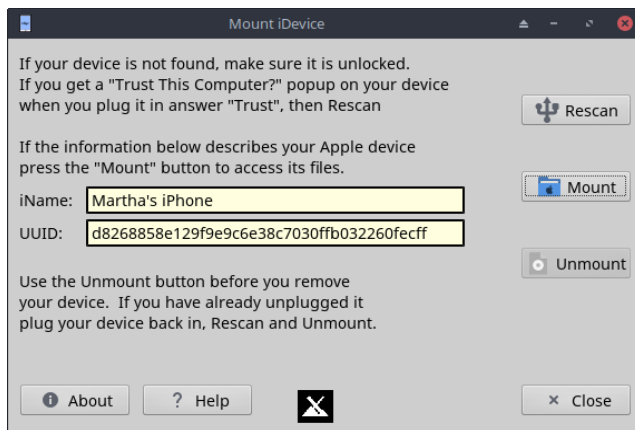 Mount iDevice
If your device is not found, make sure it is unlocked.
If you get a "Trust This Computer?" popup on your device
when you plug it in answer "Trust", then Rescan
Rescan
If the information below describes your Apple device
press the "Mount" button to access its files.
Mount
iName: Martha's iPhone
UUID: d8268858e129f9e9c6e38c7030ffb032260fecff
Unmount
Use the Unmount button before you remove
your device. If you have already unplugged it
plug your device back in, Rescan and Unmount.
About
? Help
Close